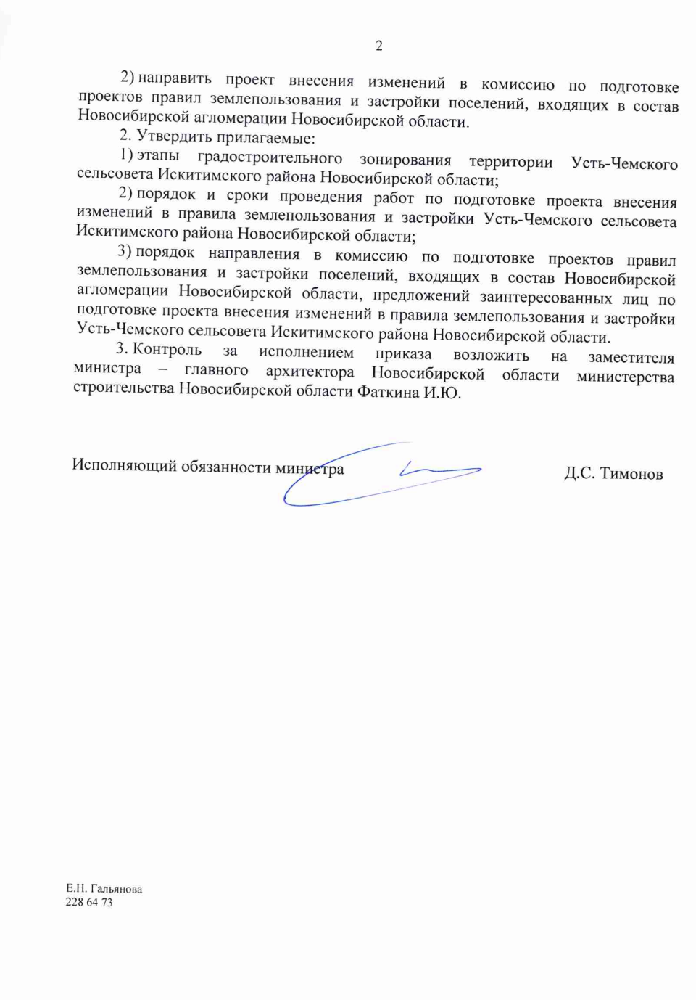 2
2) направить проект внесения изменений в комиссию по подготовке
проектов правил землепользования и застройки поселений, входящих в состав
Новосибирской агломерации Новосибирской области.
2. Утвердить прилагаемые:
1) этапы градостроительного зонирования территории Усть-Чемского
сельсовета Искитимского района Новосибирской области;
2) порядок и сроки проведения работ по подготовке проекта внесения
изменений в правила землепользования и застройки Усть-Чемского сельсовета
Искитимского района Новосибирской области;
3) порядок направления в комиссию по подготовке проектов правил
землепользования и застройки поселений, входящих в состав Новосибирской
агломерации Новосибирской области, предложений заинтересованных лиц по
подготовке проекта внесения изменений в правила землепользования и застройки
Усть-Чемского сельсовета Искитимского района Новосибирской области.
3. Контроль за исполнением приказа возложить на заместителя
министра – главного архитектора Новосибирской области министерства
строительства Новосибирской области Фаткина И.Ю.
Исполняющий обязанности министра Д.С. Тимонов
Е.Н. Гальянова
228 64 73